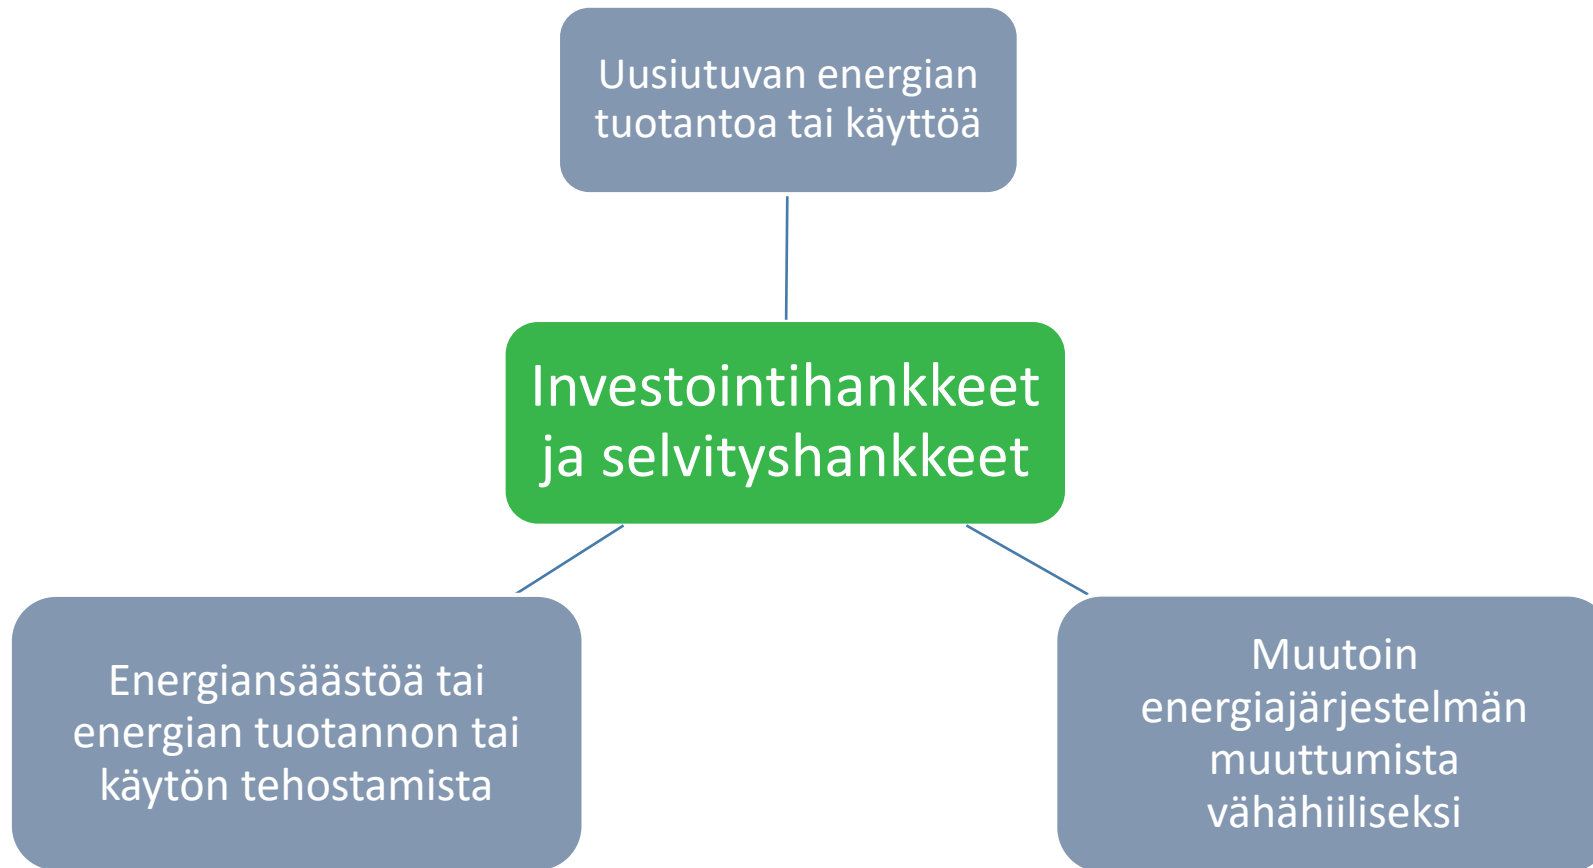 Uusiutuvan energian
tuotantoa tai käyttöä
Investointihankkeet
ja selvityshankkeet
Energiansäästöä tai
energian tuotannon tai
käytön tehostamista
Muutoin
energiajärjestelmän
muuttumista
vähähiiliseksi